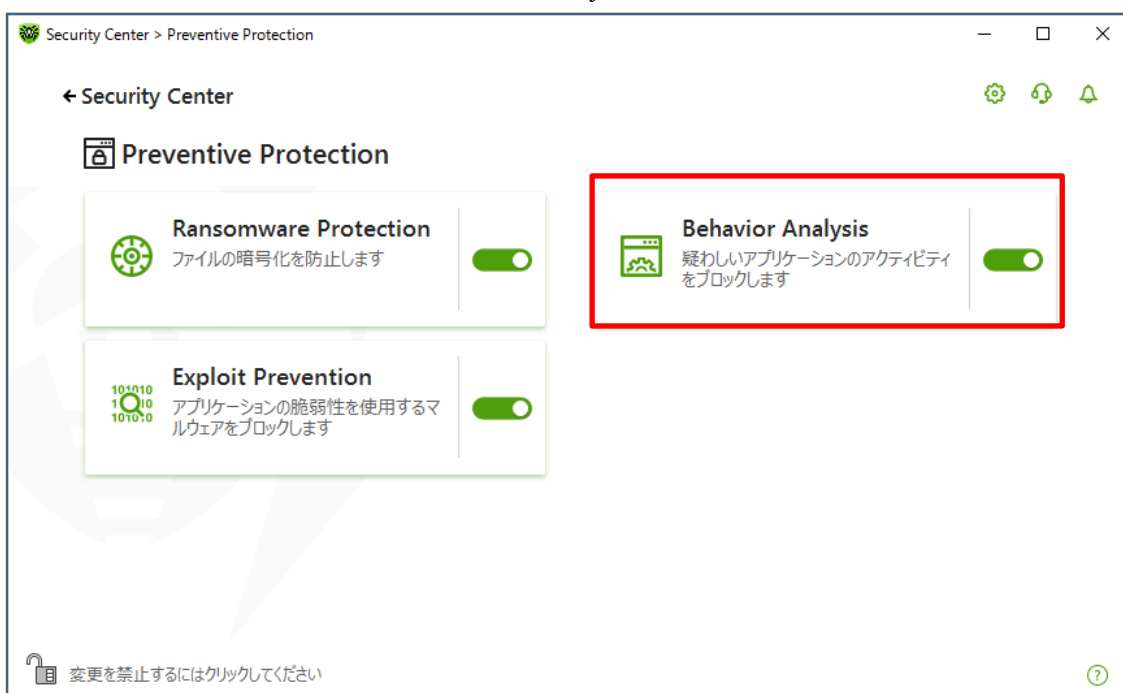 Security Center > Preventive Protection
Security Center
Preventive Protection
Ransomware Protection
ファイルの暗号化を防止します
Behavior Analysis
疑わしいアプリケーションのアクティビティ
をブロックします
Exploit Prevention
アプリケーションの脆弱性を使用するマ
ルウェアをブロックします
101010
1 10
101010
変更を禁止するにはクリックしてください
?